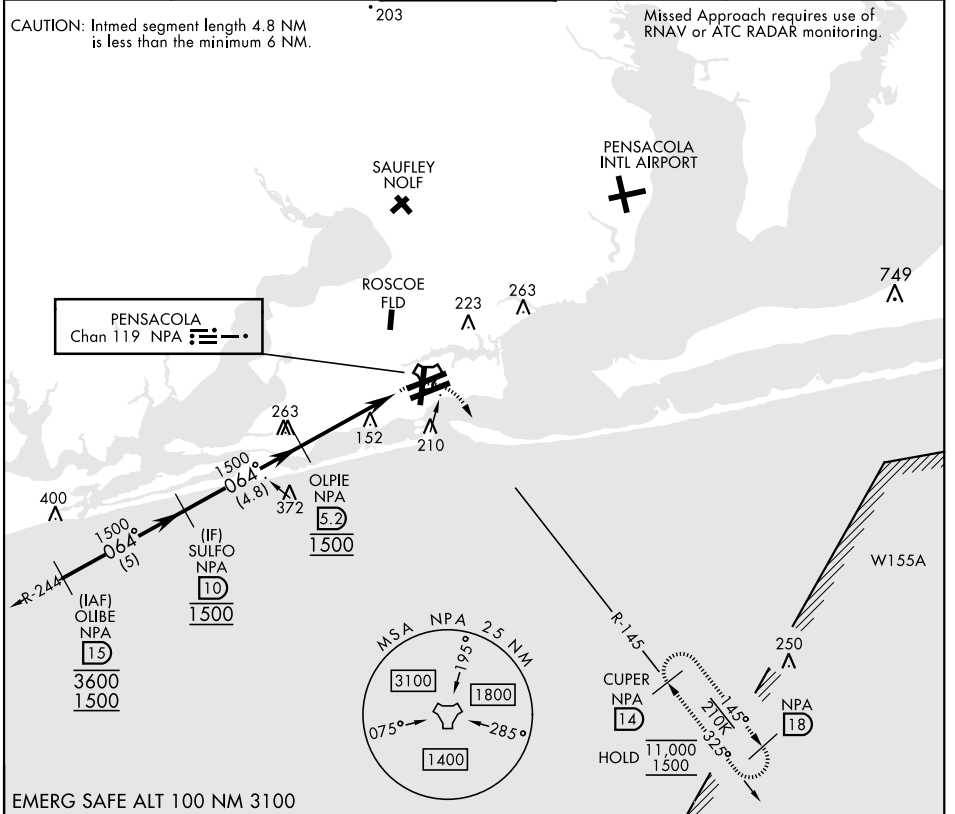 CAUTION: Intmed segment length 4.8 NM
is less than the minimum 6 NM.
203
Missed Approach requires use of
RNAV or ATC RADAR monitoring.
SAUFLEY
NOLF
PENSACOLA
INTL AIRPORT
ROSCOE
FLD
223
263
749
PENSACOLA
Chan 119 NPA
263
152
210
400
1500
064°
(4.8)
372
OLPIE
NPA
5.2
1500
1500
064°
(5)
(IF)
SULFO
NPA
10
1500
R-244
(IAF)
OLIBE
NPA
15
3600
1500
W155A
R-145
250
CUPER
NPA
14
HOLD
11,000
1500
145°
210K
325°
NPA
18
MSA NPA 25 NM
195°
3100
1800
075°
285°
1400
EMERG SAFE ALT 100 NM 3100